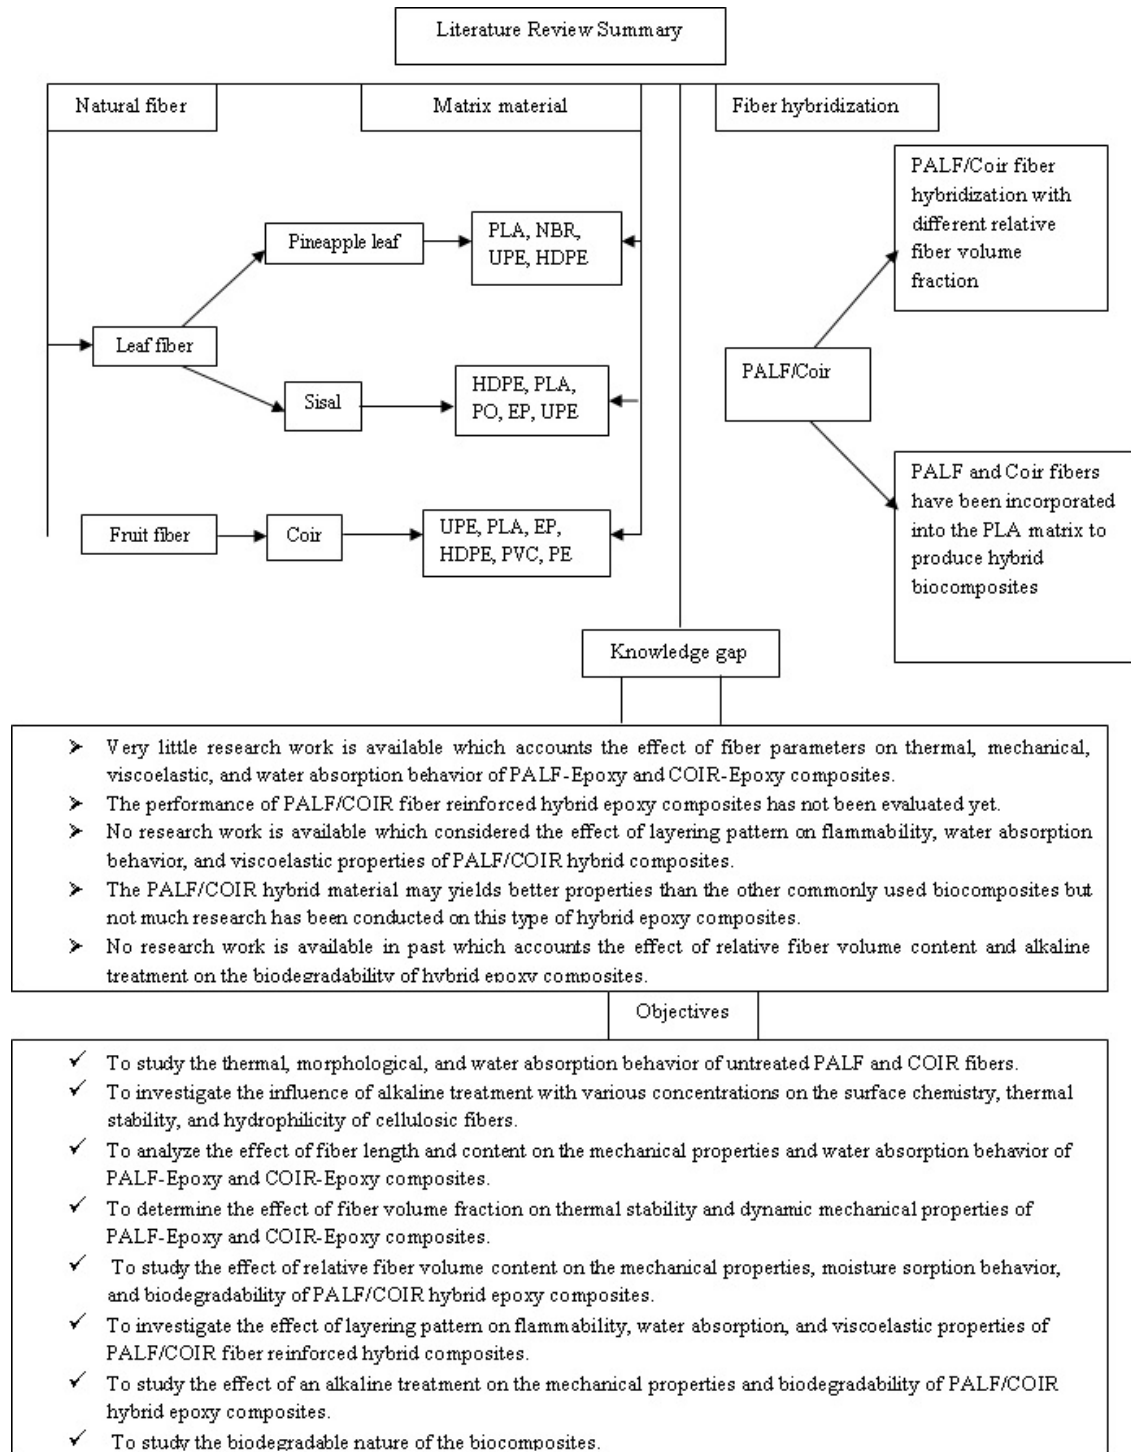 Literature Review Summary
Natural fiber
Matrix material
Fiber hybridization
PALF/Coir fiber
hybridization with
different relative
fiber volume
fraction
Pineapple leaf
PLA, NBR,
UPE, HDPE
Leaf fiber
PALF/Coir
Sisal
HDPE, PLA,
PO, EP, UPE
PALF and Coir fibers
have been incorporated
into the PLA matrix to
produce hybrid
biocomposites
Fruit fiber
Coir
UPE, PLA, EP,
HDPE, PVC, PE
Knowledge gap
➤ Very little research work is available which accounts the effect of fiber parameters on thermal, mechanical,
viscoelastic, and water absorption behavior of PALF-Epoxy and COIR-Epoxy composites.
➤ The performance of PALF/COIR fiber reinforced hybrid epoxy composites has not been evaluated yet.
➤ No research work is available which considered the effect of layering pattern on flammability, water absorption
behavior, and viscoelastic properties of PALF/COIR hybrid composites.
➤ The PALF/COIR hybrid material may yields better properties than the other commonly used biocomposites but
not much research has been conducted on this type of hybrid epoxy composites.
➤ No research work is available in past which accounts the effect of relative fiber volume content and alkaline
treatment on the biodegradability of hybrid epoxy composites.
Objectives
✓ To study the thermal, morphological, and water absorption behavior of untreated PALF and COIR fibers.
✓ To investigate the influence of alkaline treatment with various concentrations on the surface chemistry, thermal
stability, and hydrophilicity of cellulosic fibers.
✓ To analyze the effect of fiber length and content on the mechanical properties and water absorption behavior of
PALF-Epoxy and COIR-Epoxy composites.
✓ To determine the effect of fiber volume fraction on thermal stability and dynamic mechanical properties of
PALF-Epoxy and COIR-Epoxy composites.
✓ To study the effect of relative fiber volume content on the mechanical properties, moisture sorption behavior,
and biodegradability of PALF/COIR hybrid epoxy composites.
✓ To investigate the effect of layering pattern on flammability, water absorption, and viscoelastic properties of
PALF/COIR fiber reinforced hybrid composites.
✓ To study the effect of an alkaline treatment on the mechanical properties and biodegradability of PALF/COIR
hybrid epoxy composites.
✓ To study the biodegradable nature of the biocomposites.